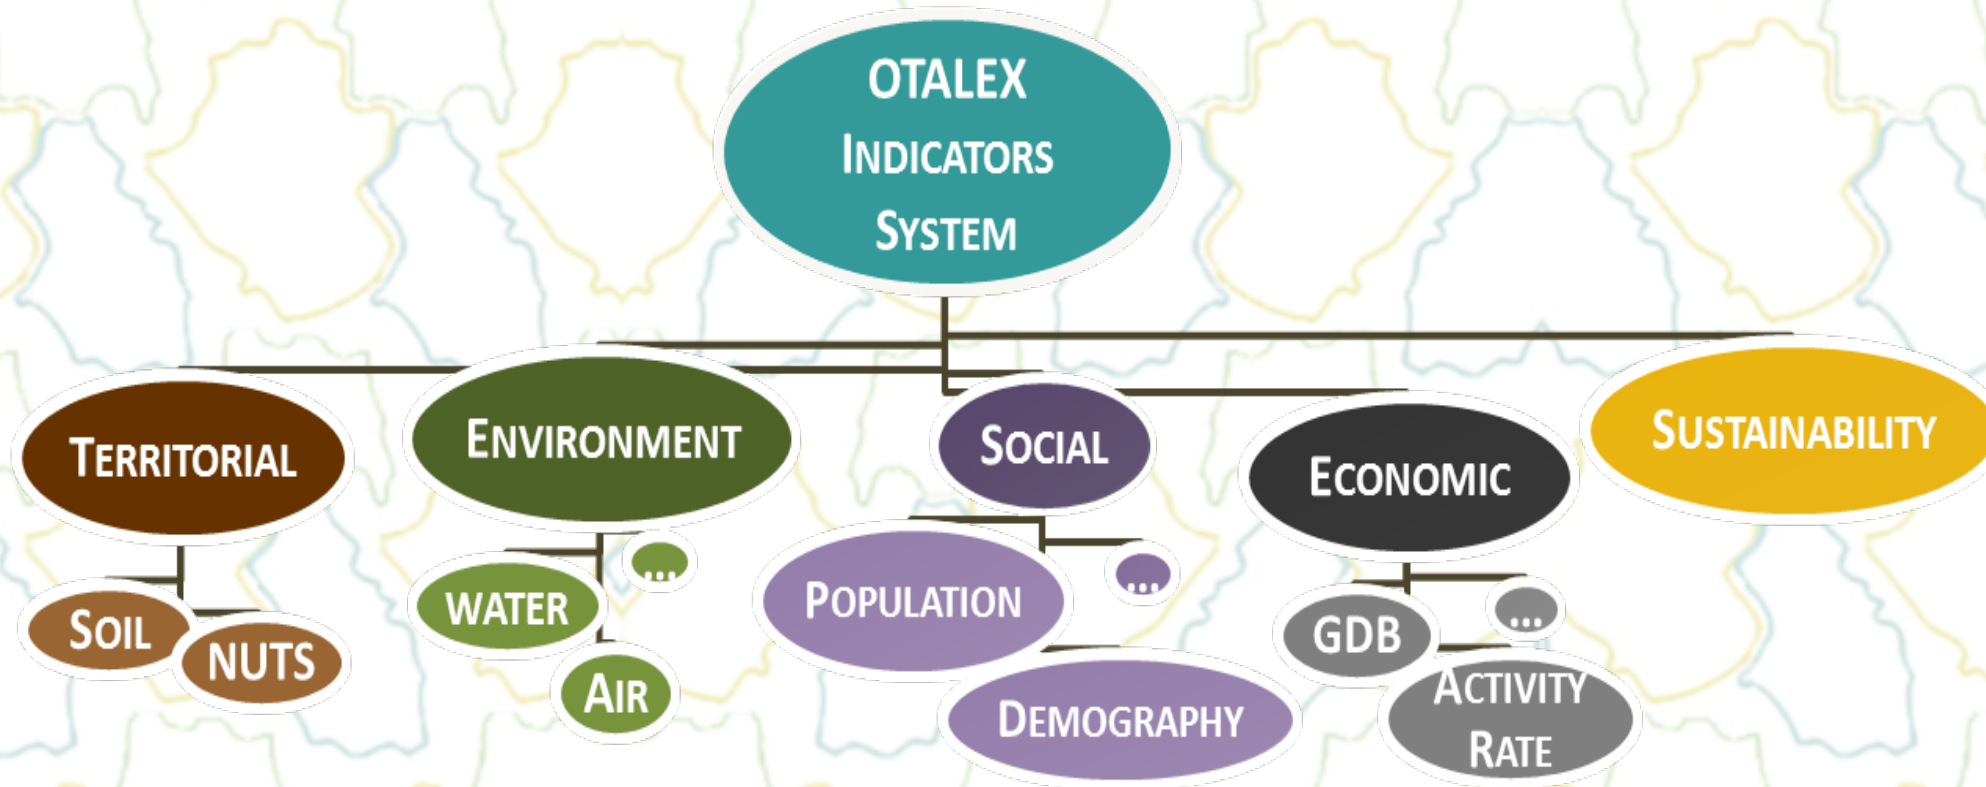 OTALEX
INDICATORS
SYSTEM
TERRITORIAL
ENVIRONMENT
SOCIAL
ECONOMIC
SUSTAINABILITY
SOIL
NUTS
WATER
...
AIR
POPULATION
...
DEMOGRAPHY
GDB
...
ACTIVITY
RATE